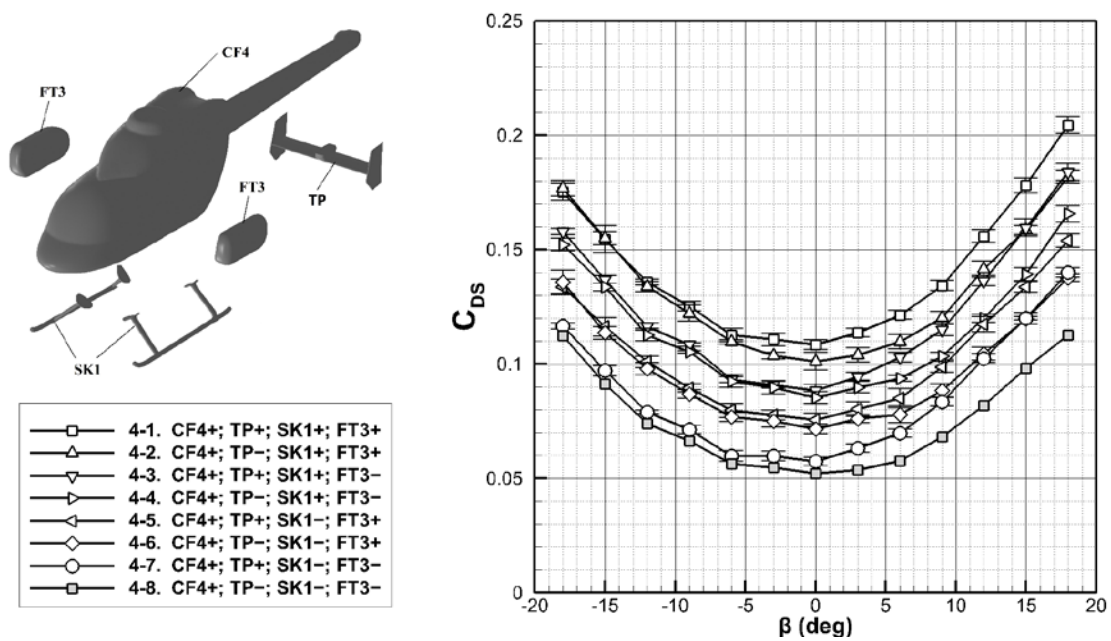 CF4
FT3
FT3
TP
SK1
4-1. CF4+; TP+; SK1+; FT3+
4-2. CF4+; TP−; SK1+; FT3+
4-3. CF4+; TP+; SK1+; FT3−
4-4. CF4+; TP−; SK1+; FT3−
4-5. CF4+; TP+; SK1−; FT3+
4-6. CF4+; TP−; SK1−; FT3+
4-7. CF4+; TP+; SK1−; FT3−
4-8. CF4+; TP−; SK1−; FT3−
0.25
0.2
0.15
0.1
0.05
0
CDS
-20 -15 -10 -5 0 5 10 15 20
β (deg)